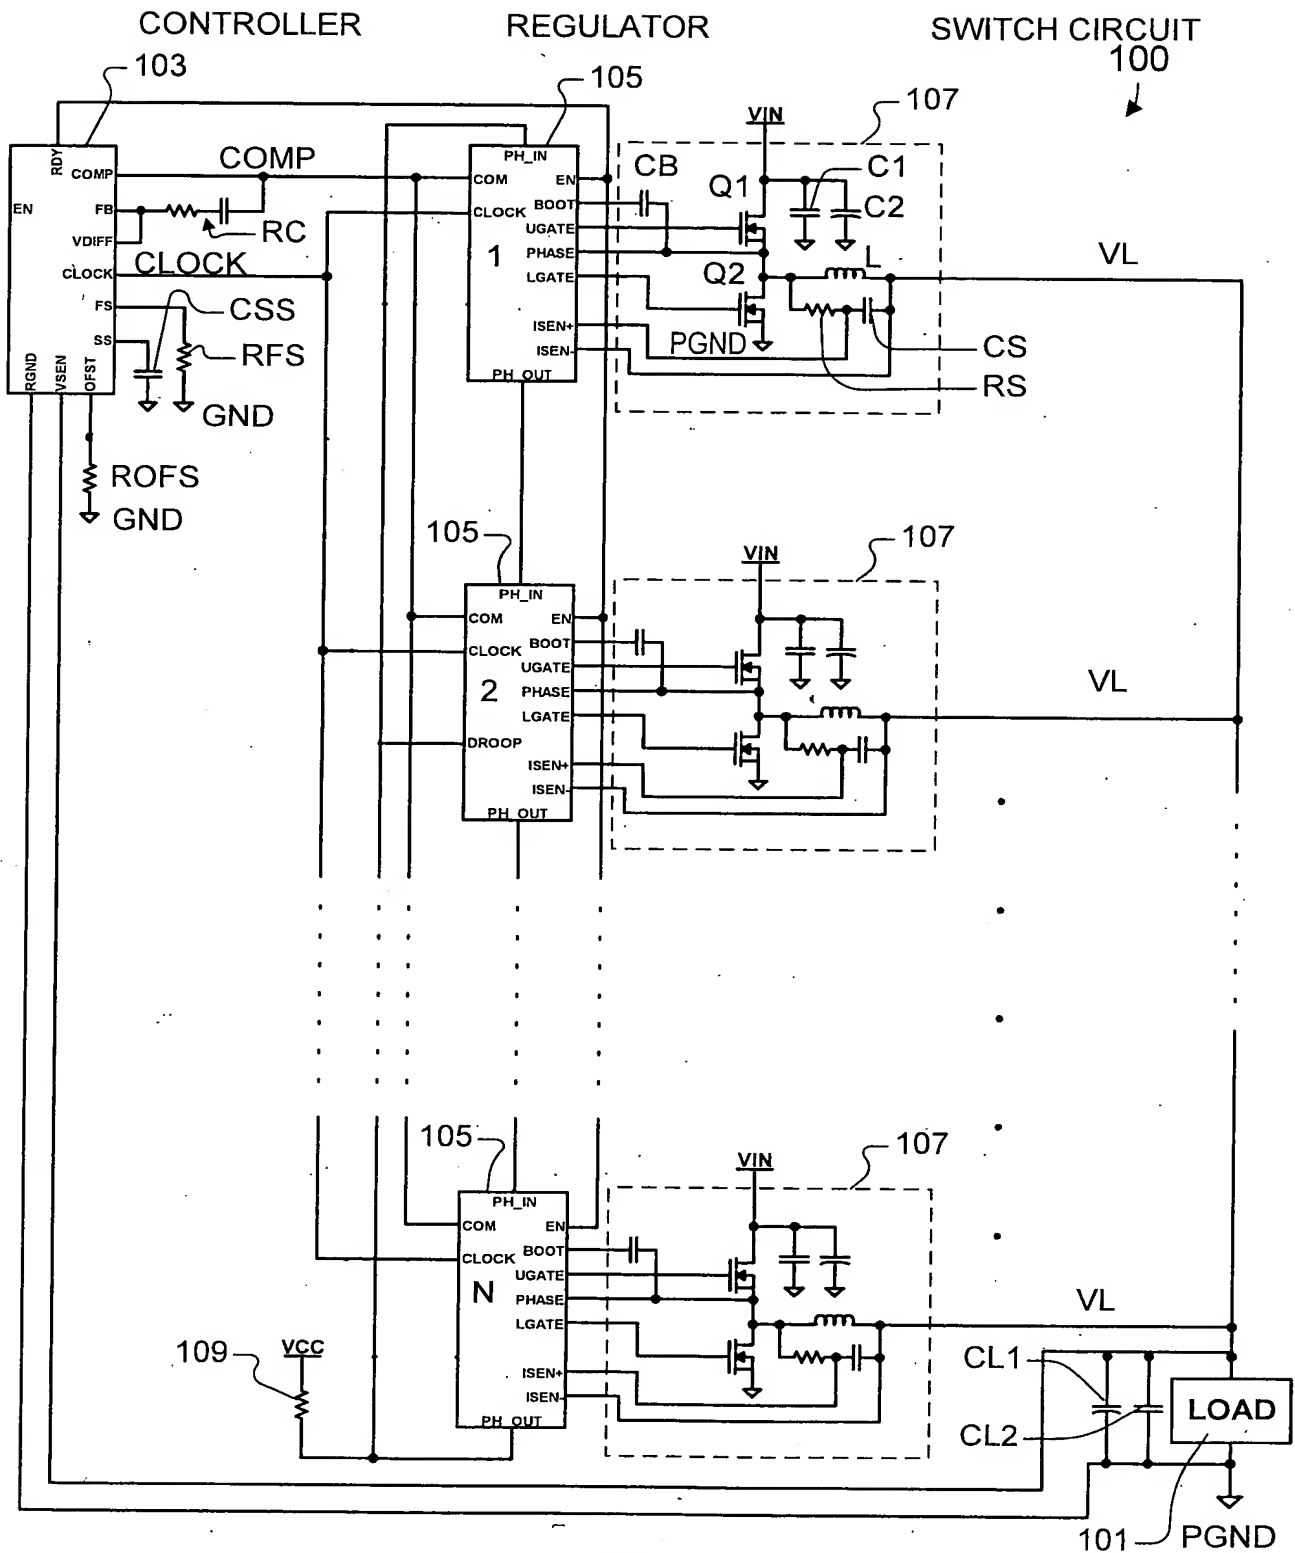 CONTROLLER
REGULATOR
SWITCH CIRCUIT
100
103
105
107
VIN
RDY
COMP
EN
FB
VDIFF
CLOCK
FS
SS
RGND
VSEN
OFST
COMP
RC
CLOCK
CSS
RFS
GND
ROFS
GND
PH_IN
COM
CLOCK
1
EN
BOOT
UGATE
PHASE
LGATE
ISEN+
ISEN-
PH_OUT
CB
Q1
C1
C2
Q2
L
PGND
CS
RS
VL
105
107
VIN
PH_IN
COM
CLOCK
2
DROOP
EN
BOOT
UGATE
PHASE
LGATE
ISEN+
ISEN-
PH_OUT
VL
105
107
VIN
PH_IN
COM
CLOCK
N
EN
BOOT
UGATE
PHASE
LGATE
ISEN+
ISEN-
PH_OUT
VL
109
VCC
CL1
CL2
LOAD
101
PGND